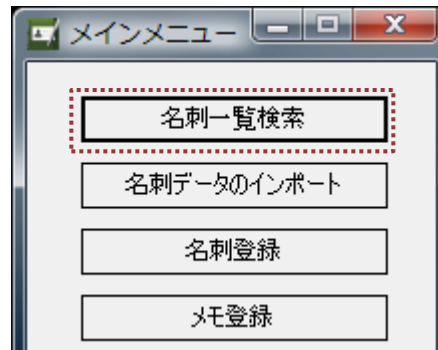 メインメニュー
名刺一覧検索
名刺データのインポート
名刺登録
メモ登録